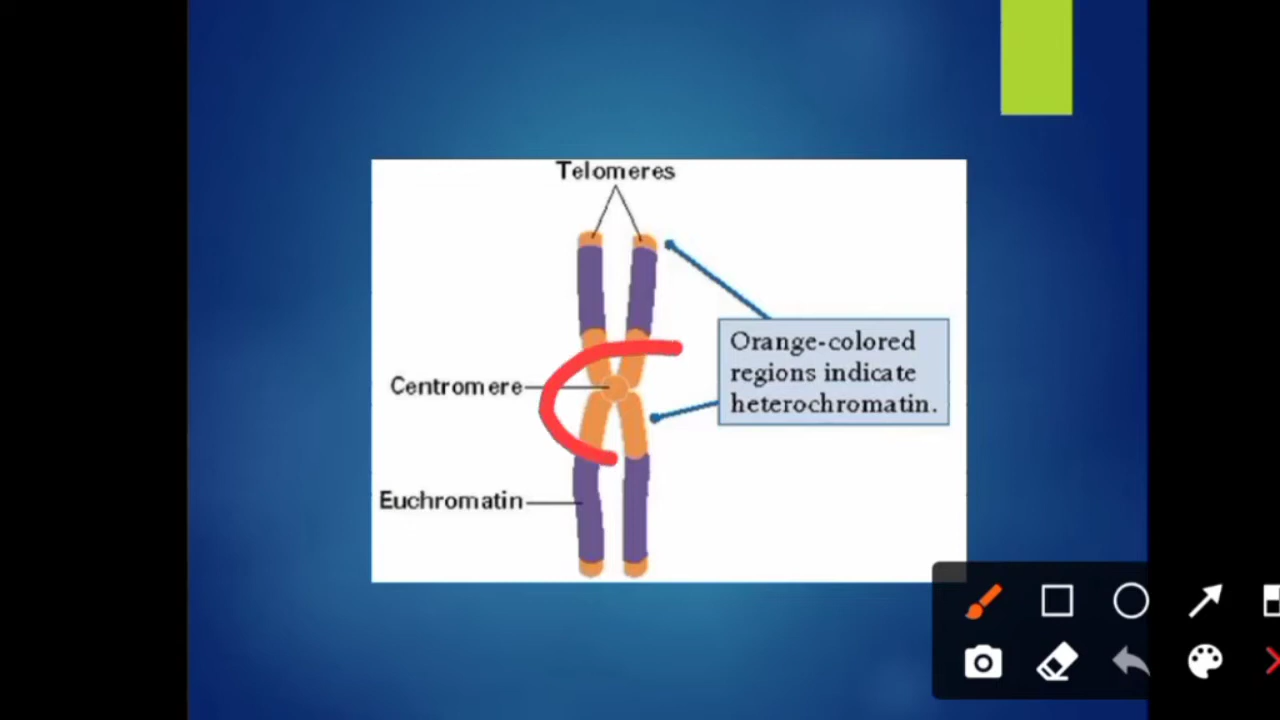 Telomeres
Orange-colored
regions indicate
heterochromatin.
Centromere
Euchromatin